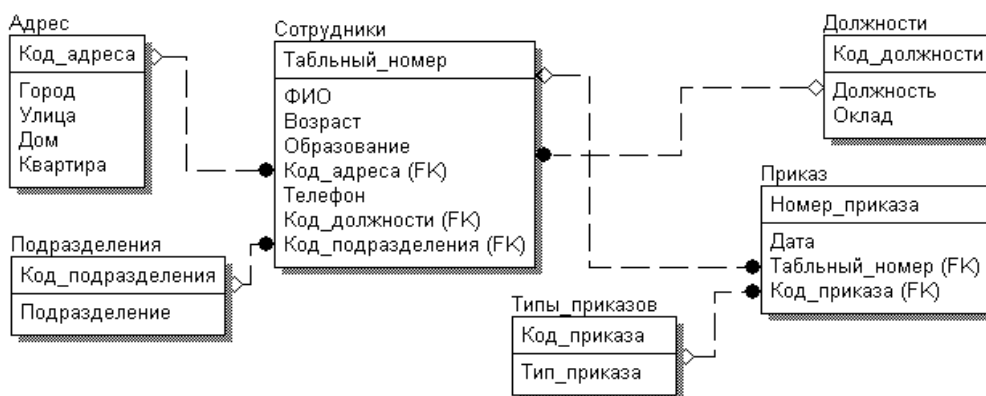 Адрес
Код_адреса
Город
Улица
Дом
Квартира
Сотрудники
Табльный_номер
ФИО
Возраст
Образование
Код_адреса (FK)
Телефон
Код_должности (FK)
Код_подразделения (FK)
Должности
Код_должности
Должность
Оклад
Подразделения
Код_подразделения
Подразделение
Типы_приказов
Код_приказа
Тип_приказа
Приказ
Номер_приказа
Дата
Табльный_номер (FK)
Код_приказа (FK)